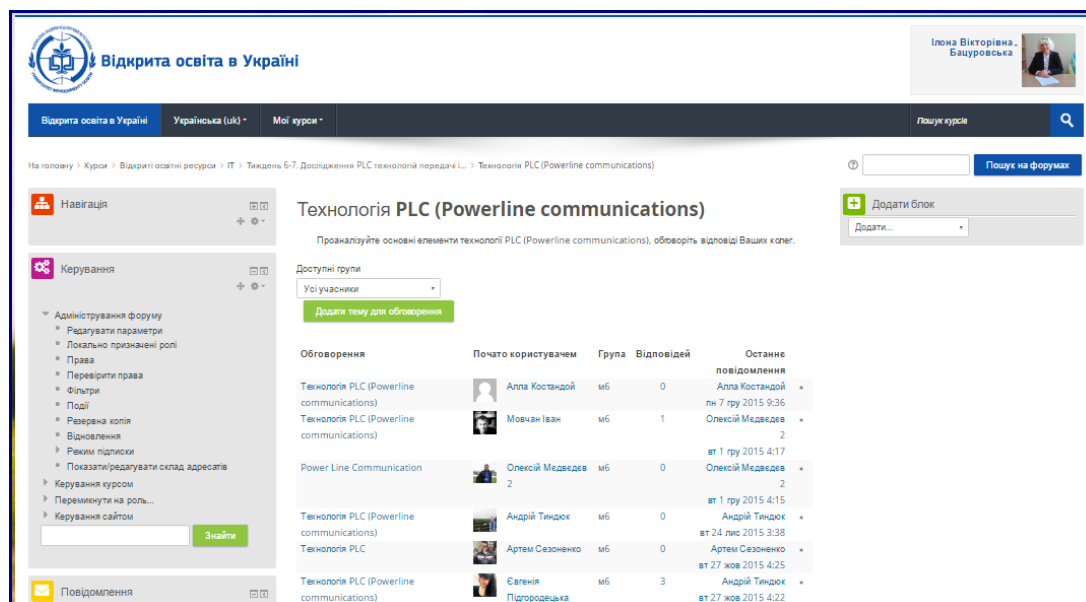 Відкрита освіта в Україні
Ілона Вікторівна
Бацуровська
Відкрита освіта в Україні Українська (uk) Мої курси Пошук курсів
На головну > Курси > Відкриті освітні ресурси > ІТ > Тиждень 6-7. Дослідження PLC технологій передачі і... > Технологія PLC (Powerline communications)
Пошук на форумах
Навігація
Керування
Адміністрування форуму
Редагувати параметри
Локально призначені ролі
Права
Перевірити права
Фільтри
Події
Резервна копія
Відновлення
Режим підписки
Показати/редагувати склад адресатів
Керування курсом
Перемикнути на роль...
Керування сайтом
Знайти
Повідомлення
Технологія PLC (Powerline communications)
Проаналізуйте основні елементи технології PLC (Powerline communications), обговоріть відповіді Ваших колег.
Доступні групи
Усі учасники
Додати тему для обговорення
Обговорення Почато користувачем Група Відповідей Останнє
повідомлення
Технологія PLC (Powerline Алла Костандой м6 0 Алла Костандой
communications) пн 7 гру 2015 9:36
Технологія PLC (Powerline Мовчан Іван м6 1 Олексій Медведєв
communications) 2
вт 1 гру 2015 4:17
Power Line Communication Олексій Медведєв м6 0 Олексій Медведєв
2 2
вт 1 гру 2015 4:15
Технологія PLC (Powerline Андрій Тиндюк м6 0 Андрій Тиндюк
communications) вт 24 лис 2015 3:38
Технологія PLC Артем Сезоненко м6 0 Артем Сезоненко
вт 27 жов 2015 4:25
Технологія PLC (Powerline Євгенія м6 3 Андрій Тиндюк
communications) Підгородецька вт 27 жов 2015 4:22
Додати блок
Додати...